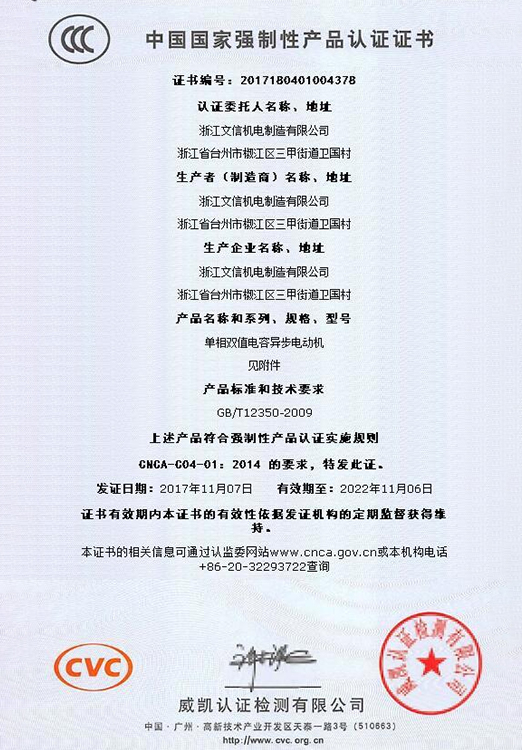 CCC
中国国家强制性产品认证证书
证书编号：2017180401004378
认证委托人名称、地址
浙江文信机电制造有限公司
浙江省台州市椒江区三甲街道卫国村
生产者（制造商）名称、地址
浙江文信机电制造有限公司
浙江省台州市椒江区三甲街道卫国村
生产企业名称、地址
浙江文信机电制造有限公司
浙江省台州市椒江区三甲街道卫国村
产品名称和系列、规格、型号
单相双值电容异步电动机
见附件
产品标准和技术要求
GB/T12350-2009
上述产品符合强制性产品认证实施规则
CNCA-C04-01：2014 的要求，特发此证。
发证日期：2017年11月07日 有效期至：2022年11月06日
证书有效期内本证书的有效性依据发证机构的定期监督获得维
持。
本证书的相关信息可通过认监委网站www.cnca.gov.cn或本机构电话
+86-20-32293722查询
CVC
威凯认证检测有限公司
威凯认证检测有限公司
中国·广州·高新技术产业开发区天泰一路3号（510663）
http://www.cvc.org.cn